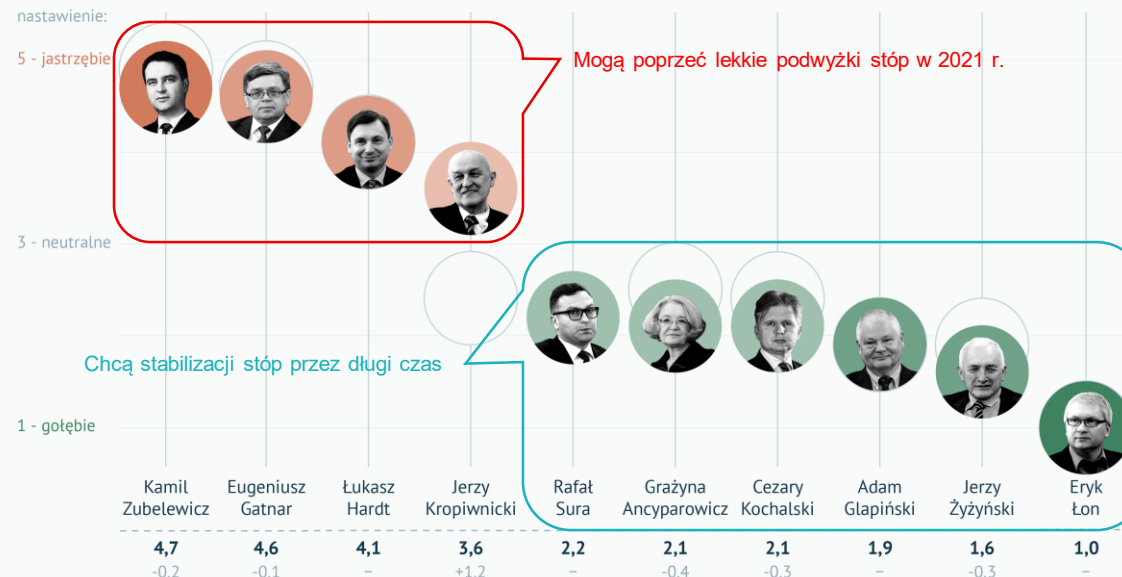 nastawienie:
5 - jastrzębie
Mogą poprzeć lekkie podwyżki stóp w 2021 r.
3 - neutralne
Chcą stabilizacji stóp przez długi czas
1 - gołębie
Kamil Eugeniusz Łukasz Jerzy Rafał Grażyna Cezary Adam Jerzy Eryk
Zubelewicz Gatnar Hardt Kropiwnicki Sura Ancyparowicz Kochalski Glapiński Żyżyński Łon
4,7 4,6 4,1 3,6 2,2 2,1 2,1 1,9 1,6 1,0
-0,2 -0,1 – +1,2 – -0,4 -0,3 – -0,3 –